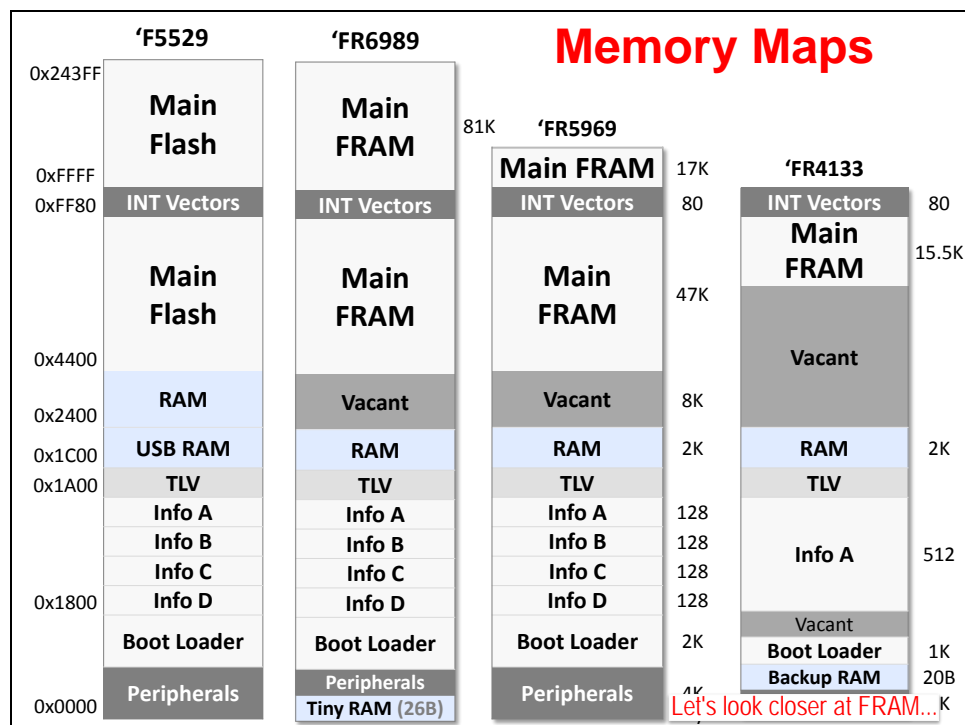 Memory Maps
‘F5529
0x243FF
Main
Flash
0xFFFF
0xFF80
INT Vectors
Main
Flash
0x4400
RAM
0x2400
USB RAM
0x1C00
0x1A00
TLV
Info A
Info B
Info C
0x1800
Info D
Boot Loader
Peripherals
0x0000
‘FR6989
Main
FRAM
81K
INT Vectors
Main
FRAM
Vacant
RAM
TLV
Info A
Info B
Info C
Info D
Boot Loader
Peripherals
Tiny RAM (26B)
‘FR5969
Main FRAM
17K
INT Vectors
80
Main
FRAM
47K
Vacant
8K
RAM
2K
TLV
Info A
128
Info B
128
Info C
128
Info D
128
Boot Loader
2K
Peripherals
‘FR4133
INT Vectors
80
Main
FRAM
15.5K
Vacant
RAM
2K
TLV
Info A
512
Vacant
Boot Loader
1K
Backup RAM
20B
Let's look closer at FRAM...